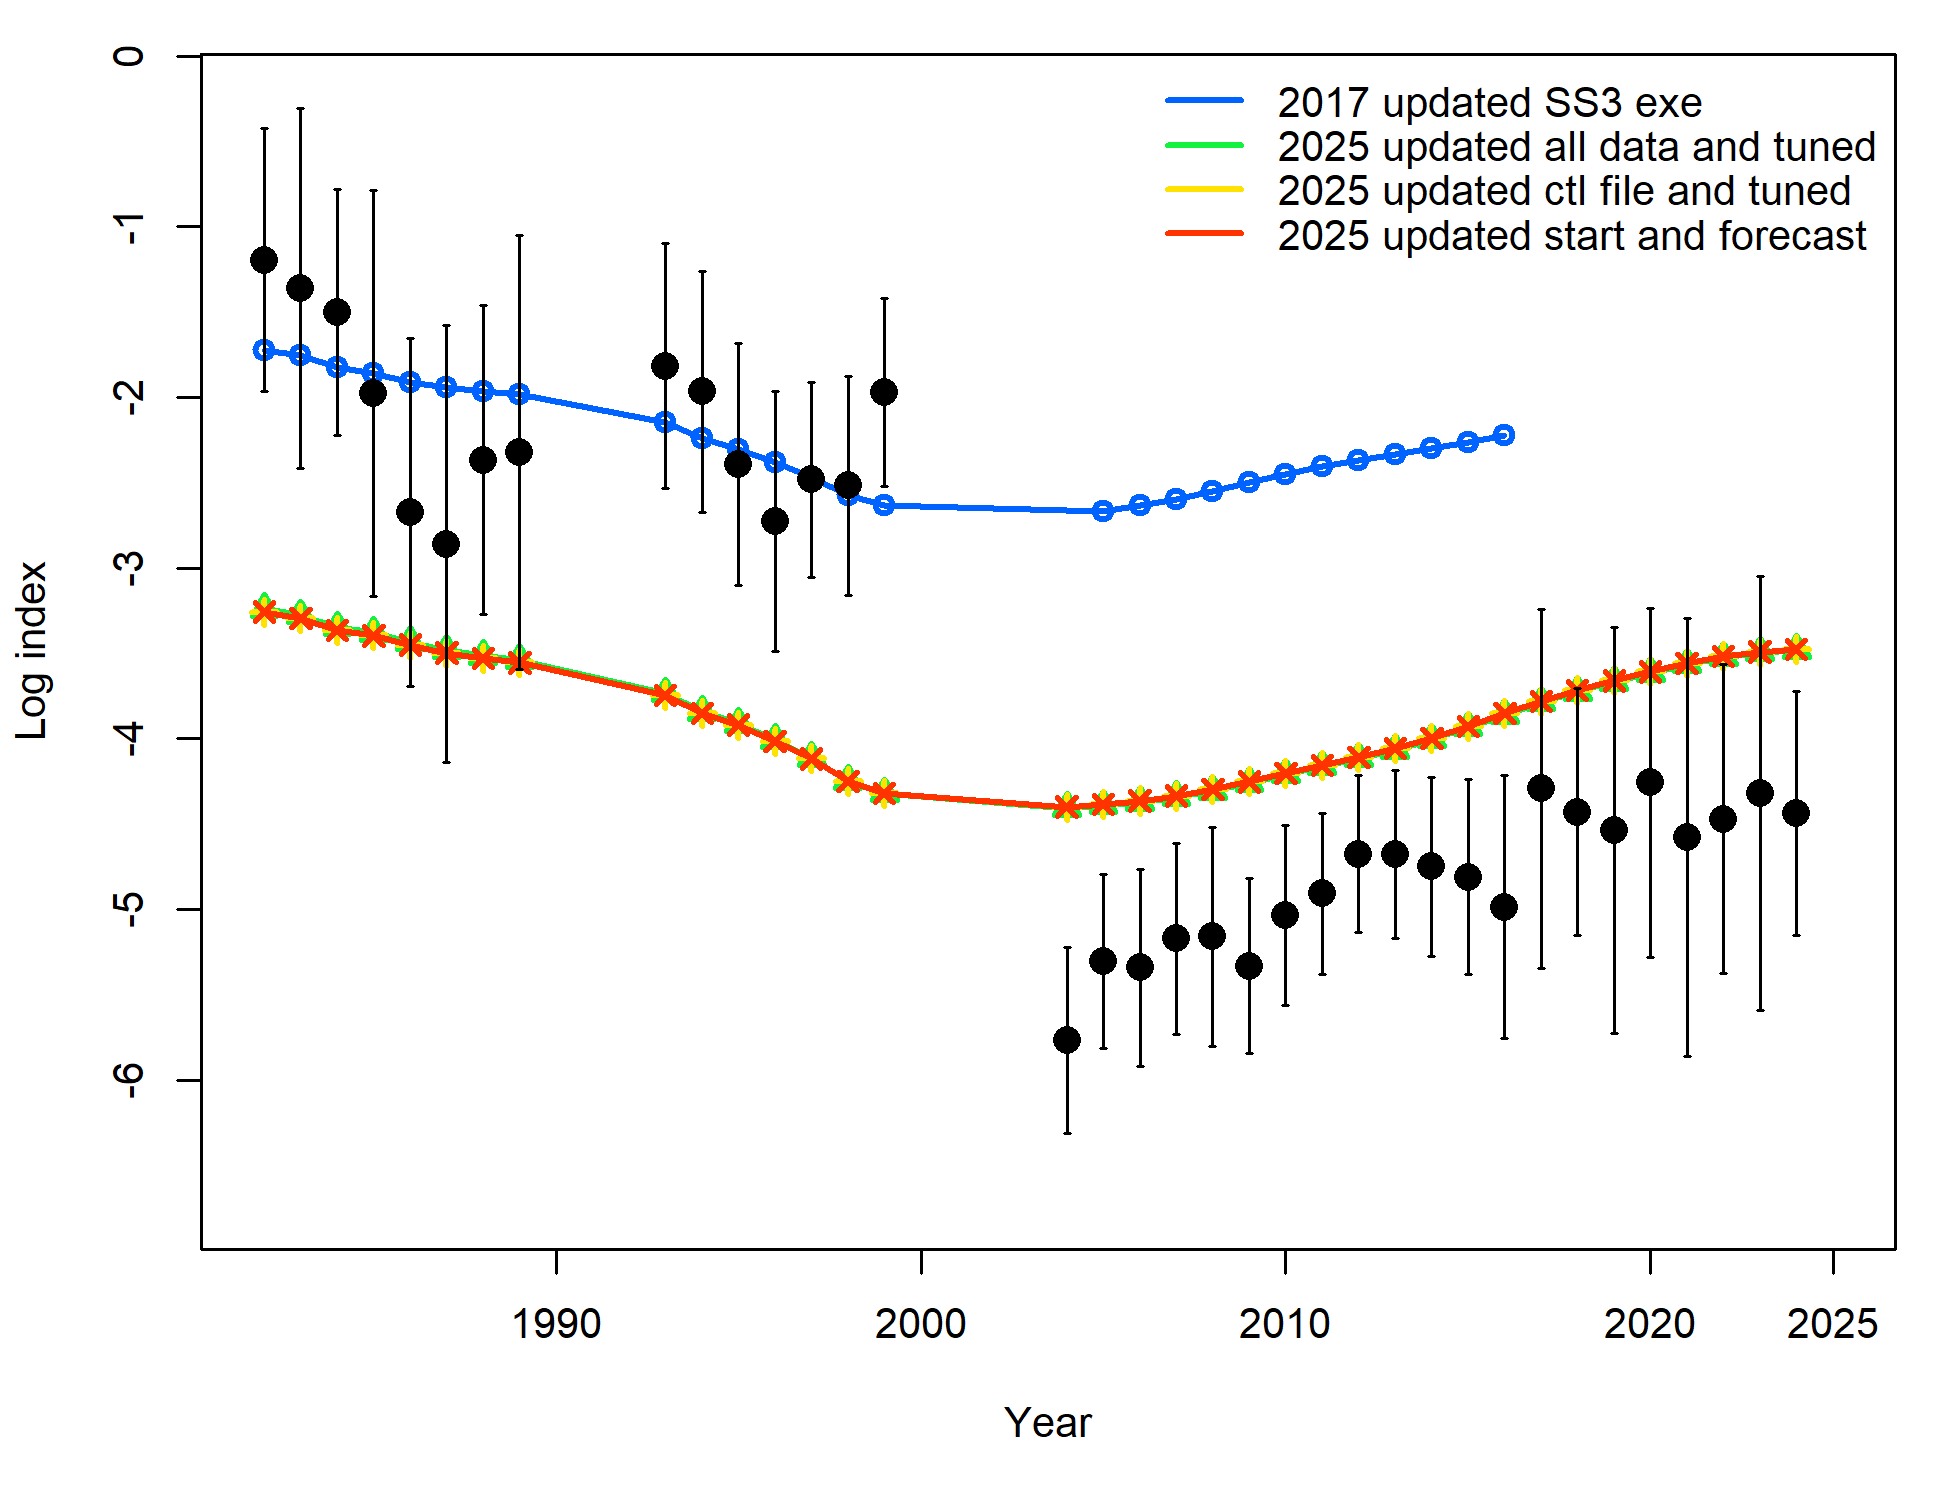 2017 updated SS3 exe
2025 updated all data and tuned
2025 updated ctl file and tuned
2025 updated start and forecast
Log index
0
-1
-2
-3
-4
-5
-6
1990 2000 2010 2020 2025
Year